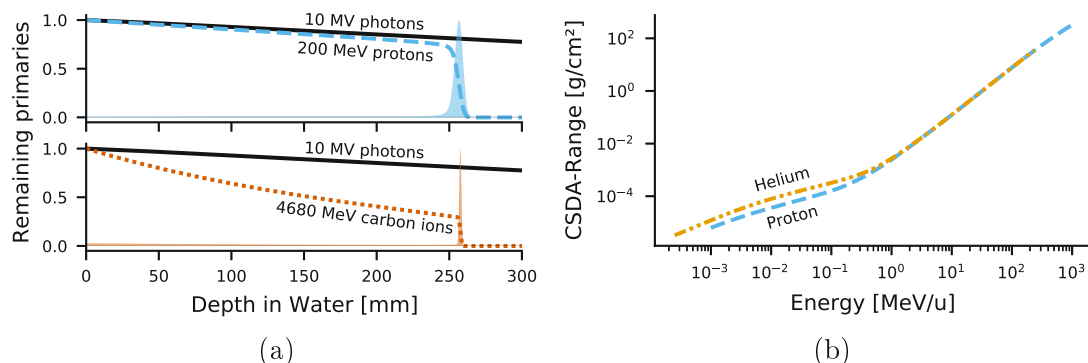 Remaining primaries
1.0
0.5
0.0
10 MV photons
200 MeV protons
1.0
0.5
0.0
10 MV photons
4680 MeV carbon ions
0 50 100 150 200 250 300
Depth in Water [mm]
(a)
CSDA-Range [g/cm²]
10²
10⁰
10⁻²
10⁻⁴
Helium
Proton
10⁻³ 10⁻² 10⁻¹ 10⁰ 10¹ 10² 10³
Energy [MeV/u]
(b)